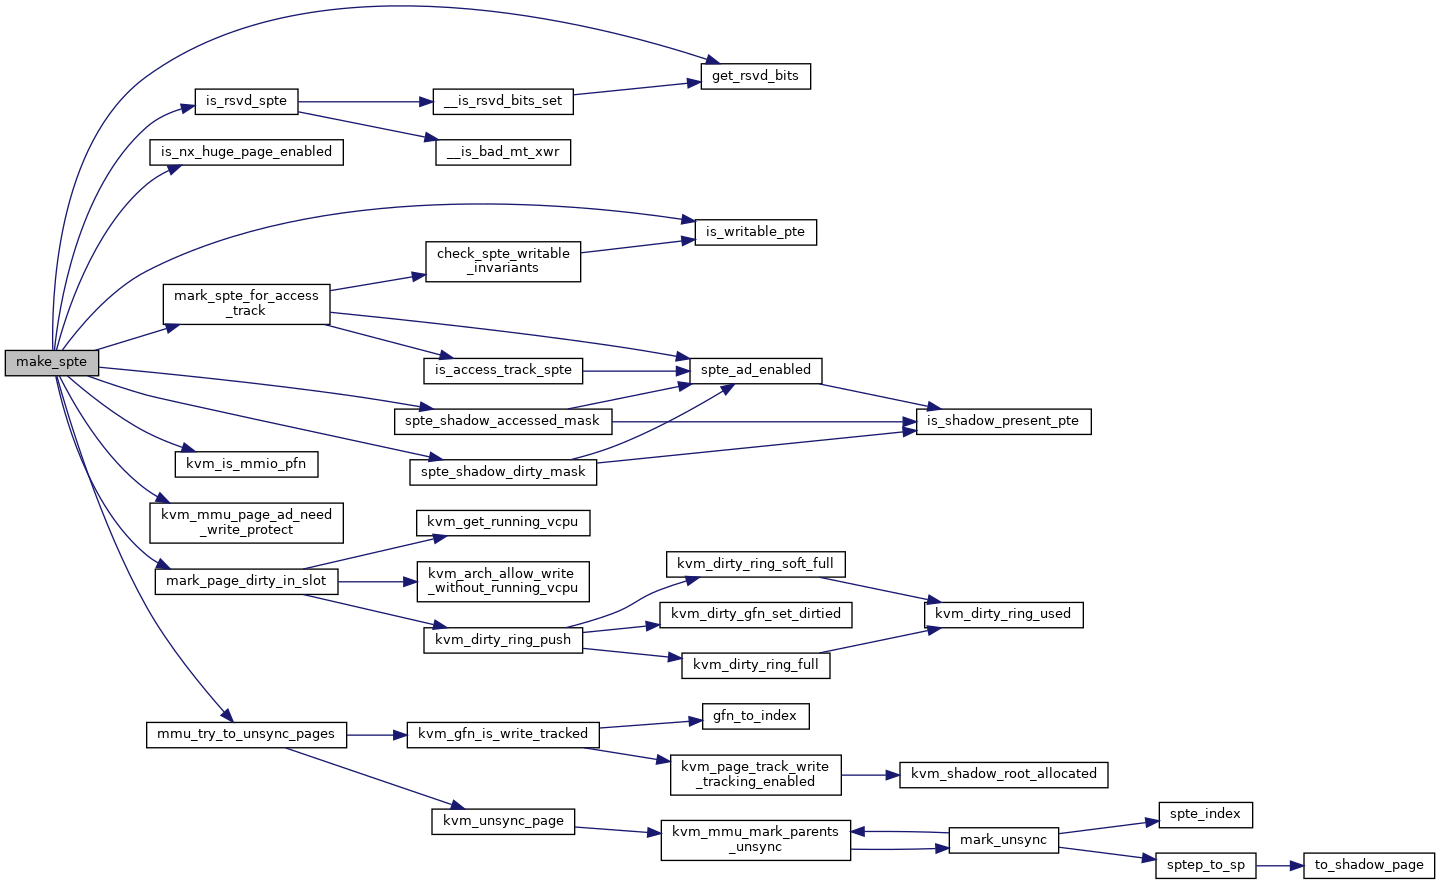 get_rsvd_bits
is_rsvd_spte
__is_rsvd_bits_set
is_nx_huge_page_enabled
__is_bad_mt_xwr
is_writable_pte
check_spte_writable
_invariants
mark_spte_for_access
_track
make_spte
is_access_track_spte
spte_ad_enabled
spte_shadow_accessed_mask
is_shadow_present_pte
kvm_is_mmio_pfn
spte_shadow_dirty_mask
kvm_mmu_page_ad_need
_write_protect
kvm_get_running_vcpu
mark_page_dirty_in_slot
kvm_arch_allow_write
_without_running_vcpu
kvm_dirty_ring_soft_full
kvm_dirty_gfn_set_dirtied
kvm_dirty_ring_used
kvm_dirty_ring_push
kvm_dirty_ring_full
gfn_to_index
mmu_try_to_unsync_pages
kvm_gfn_is_write_tracked
kvm_page_track_write
_tracking_enabled
kvm_shadow_root_allocated
kvm_unsync_page
kvm_mmu_mark_parents
_unsync
mark_unsync
spte_index
sptep_to_sp
to_shadow_page